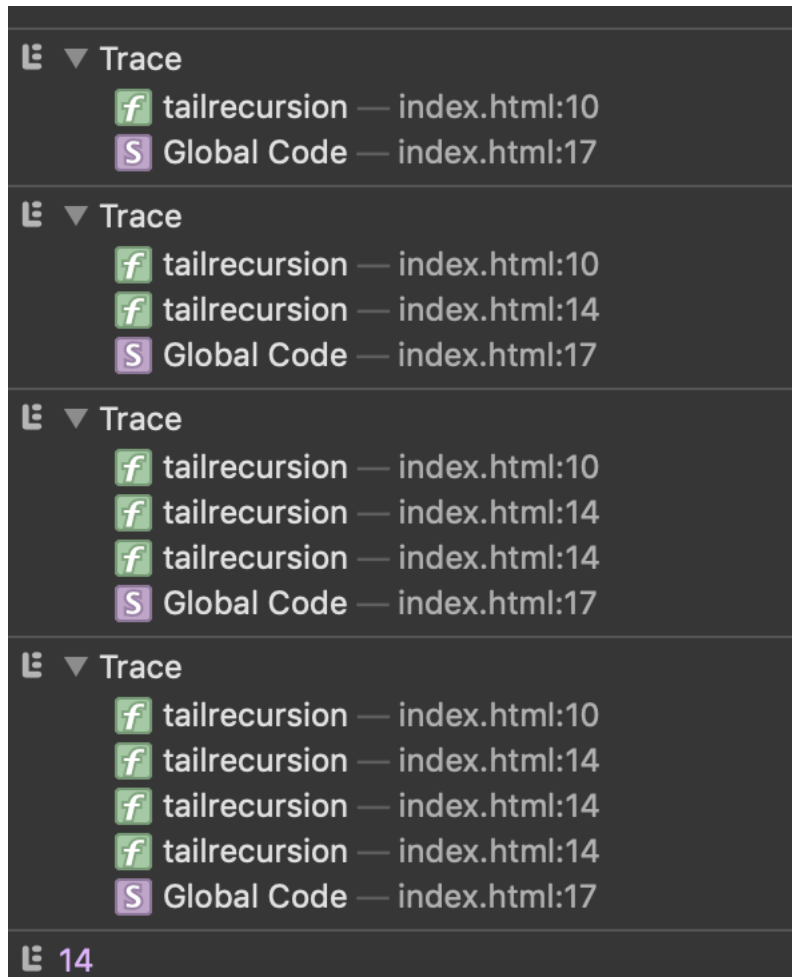 Trace
f tailrecursion — index.html:10
S Global Code — index.html:17
Trace
f tailrecursion — index.html:10
f tailrecursion — index.html:14
S Global Code — index.html:17
Trace
f tailrecursion — index.html:10
f tailrecursion — index.html:14
f tailrecursion — index.html:14
S Global Code — index.html:17
Trace
f tailrecursion — index.html:10
f tailrecursion — index.html:14
f tailrecursion — index.html:14
f tailrecursion — index.html:14
S Global Code — index.html:17
14